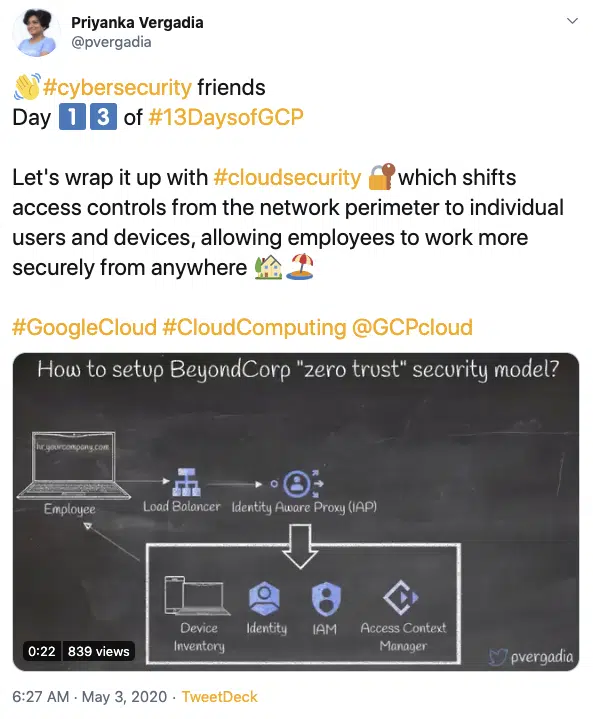 Priyanka Vergadia
@pvergadia
👋#cybersecurity friends
Day 1️⃣3️⃣ of #13DaysofGCP
Let's wrap it up with #cloudsecurity 🔐which shifts
access controls from the network perimeter to individual
users and devices, allowing employees to work more
securely from anywhere 🏡🏖️
#GoogleCloud #CloudComputing @GCPcloud
How to setup BeyondCorp "zero trust" security model?
hr.yourcompany.com
Employee
Load Balancer
Identity Aware Proxy (IAP)
Device
Inventory
Identity
IAM
Access Context
Manager
0:22
839 views
pvergadia
6:27 AM · May 3, 2020 · TweetDeck